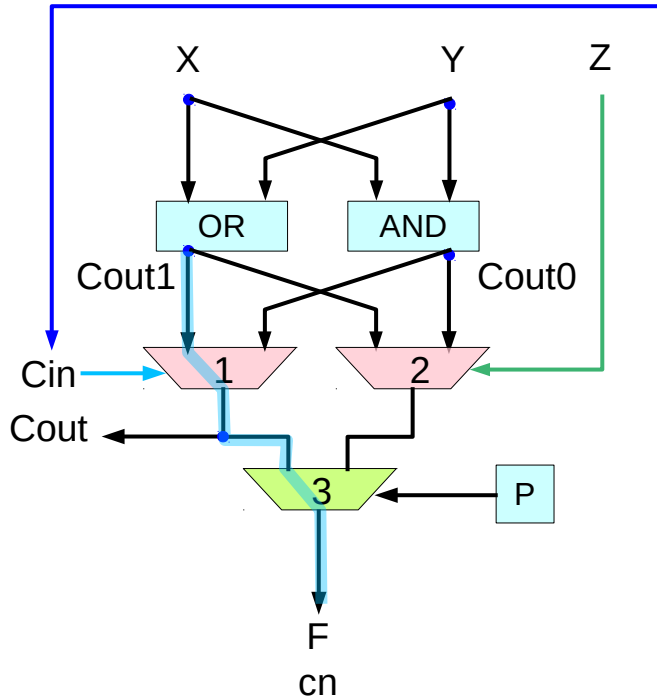 X Y Z
OR AND
Cout1 Cout0
Cin 1 2
Cout
3 P
F
cn